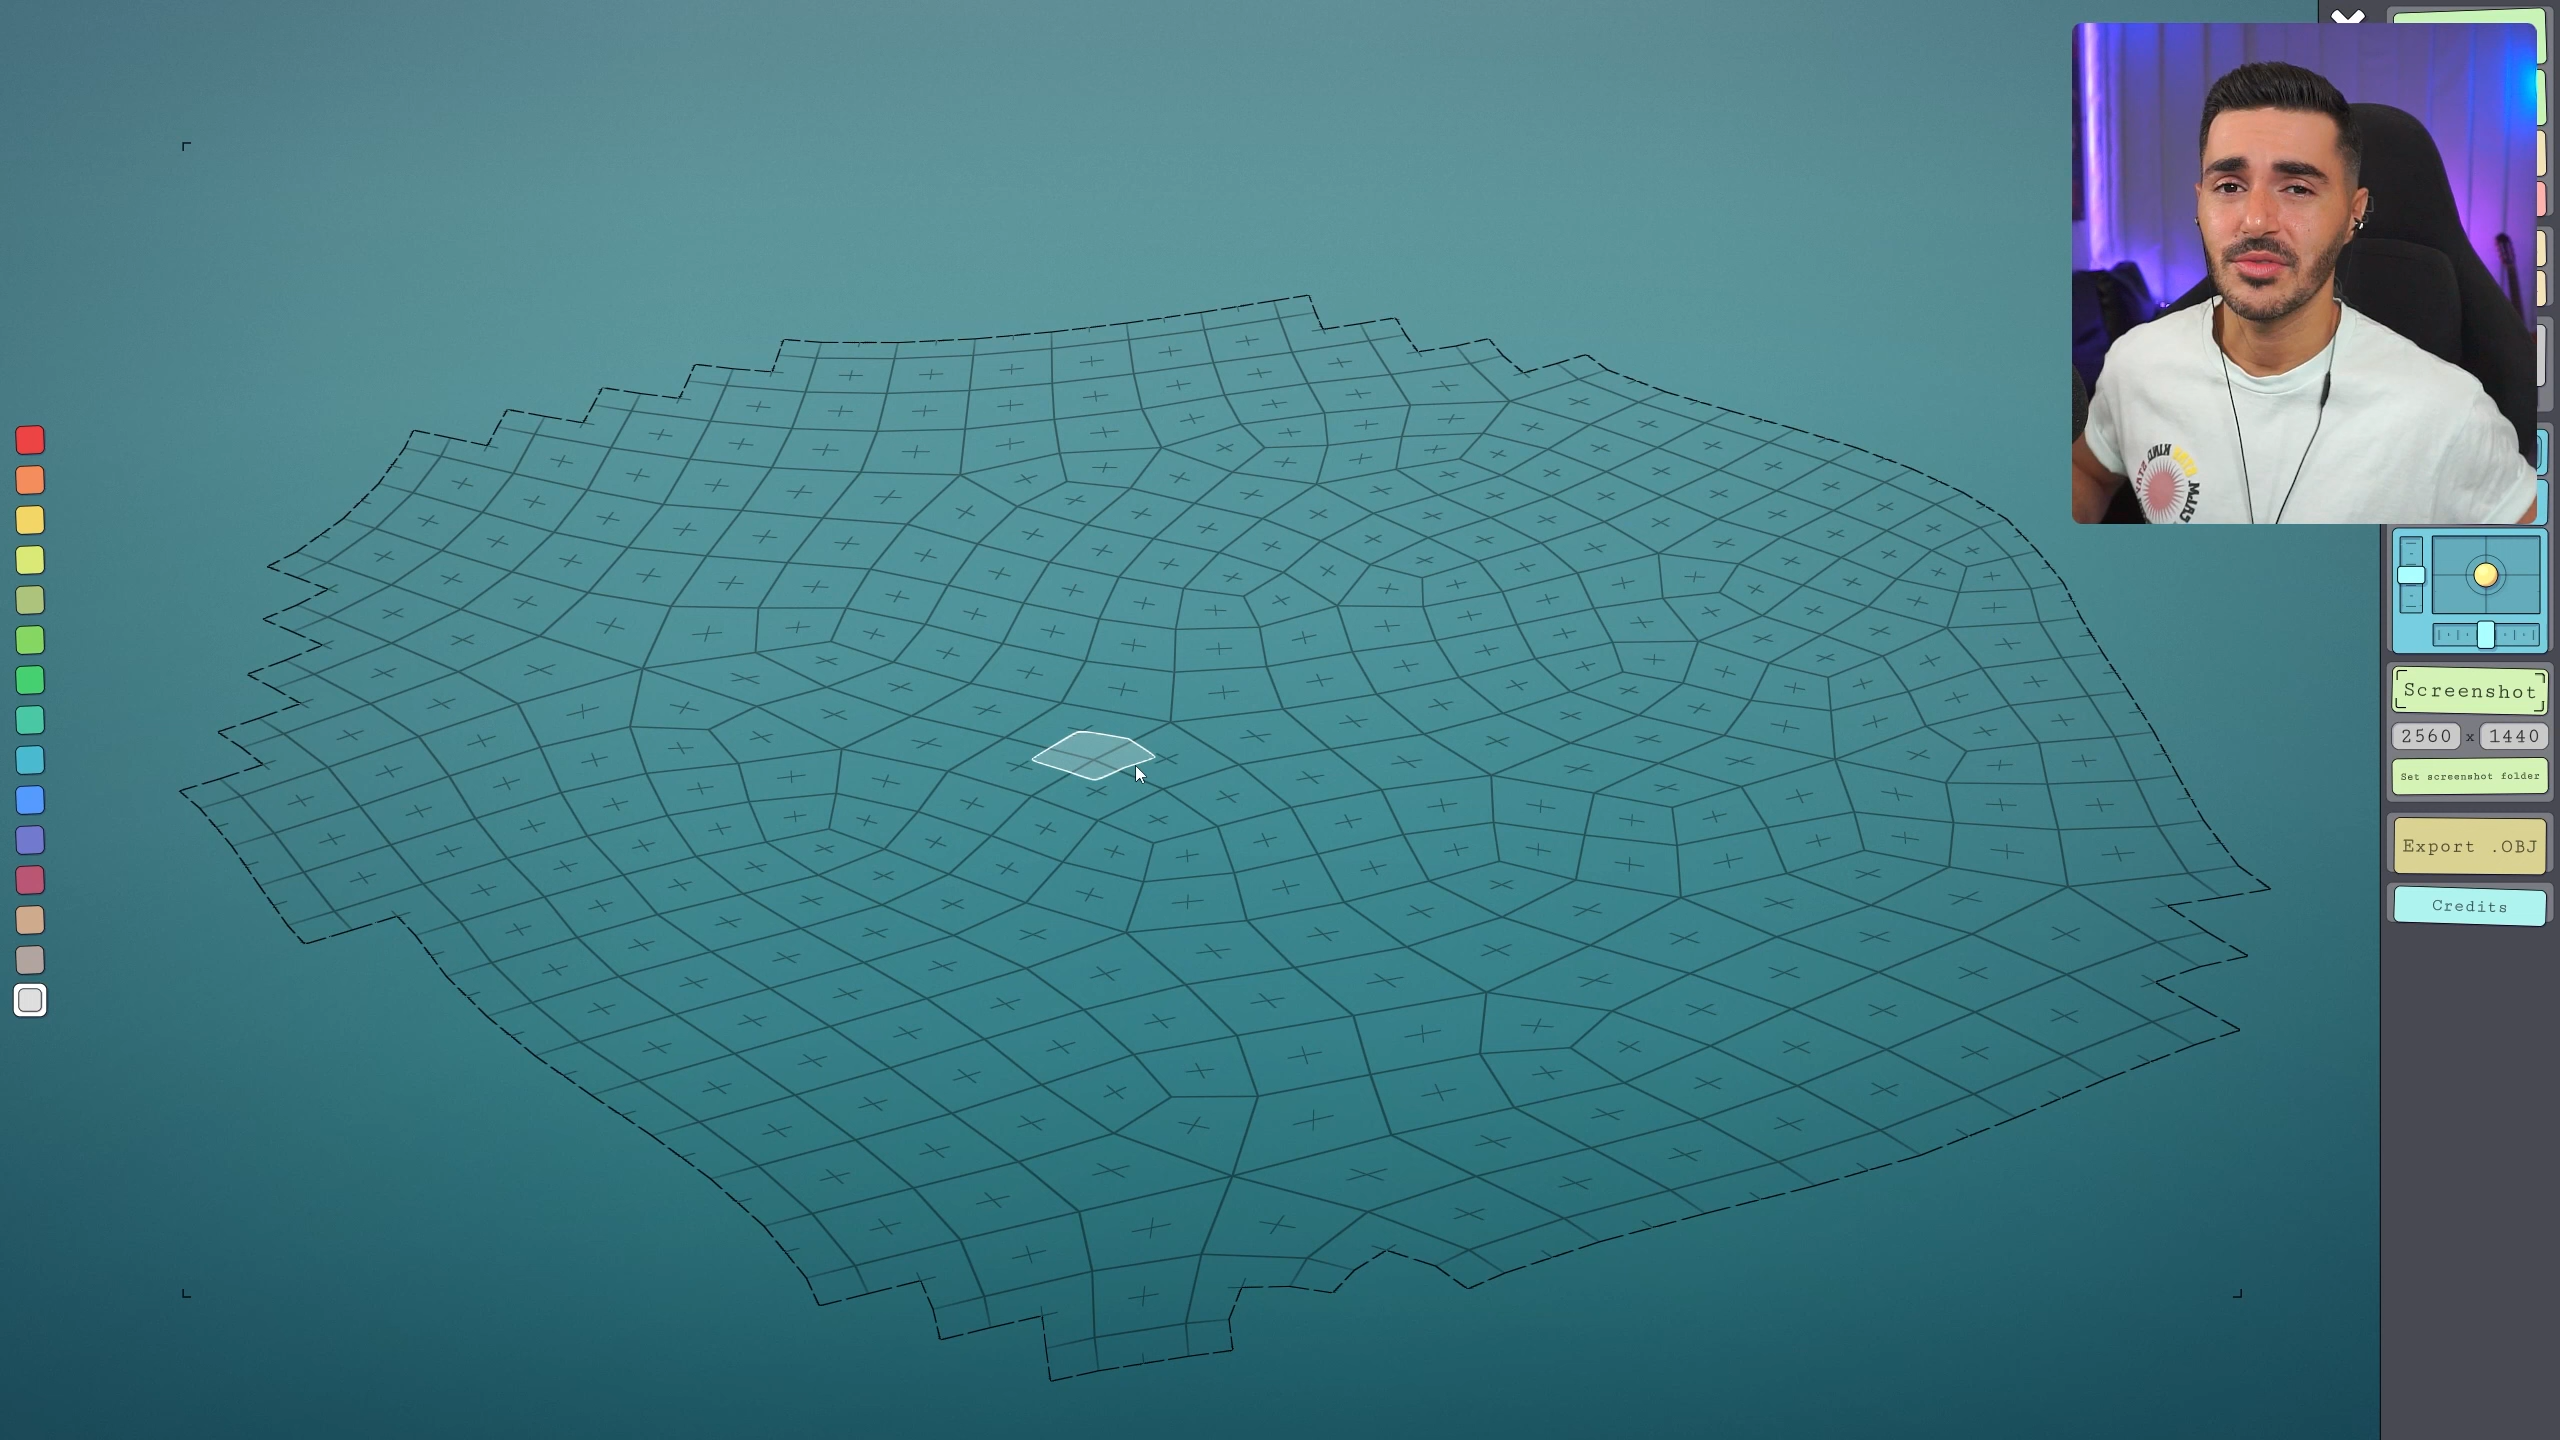 Screenshot
2560 x 1440
Set screenshot folder
Export .OBJ
Credits